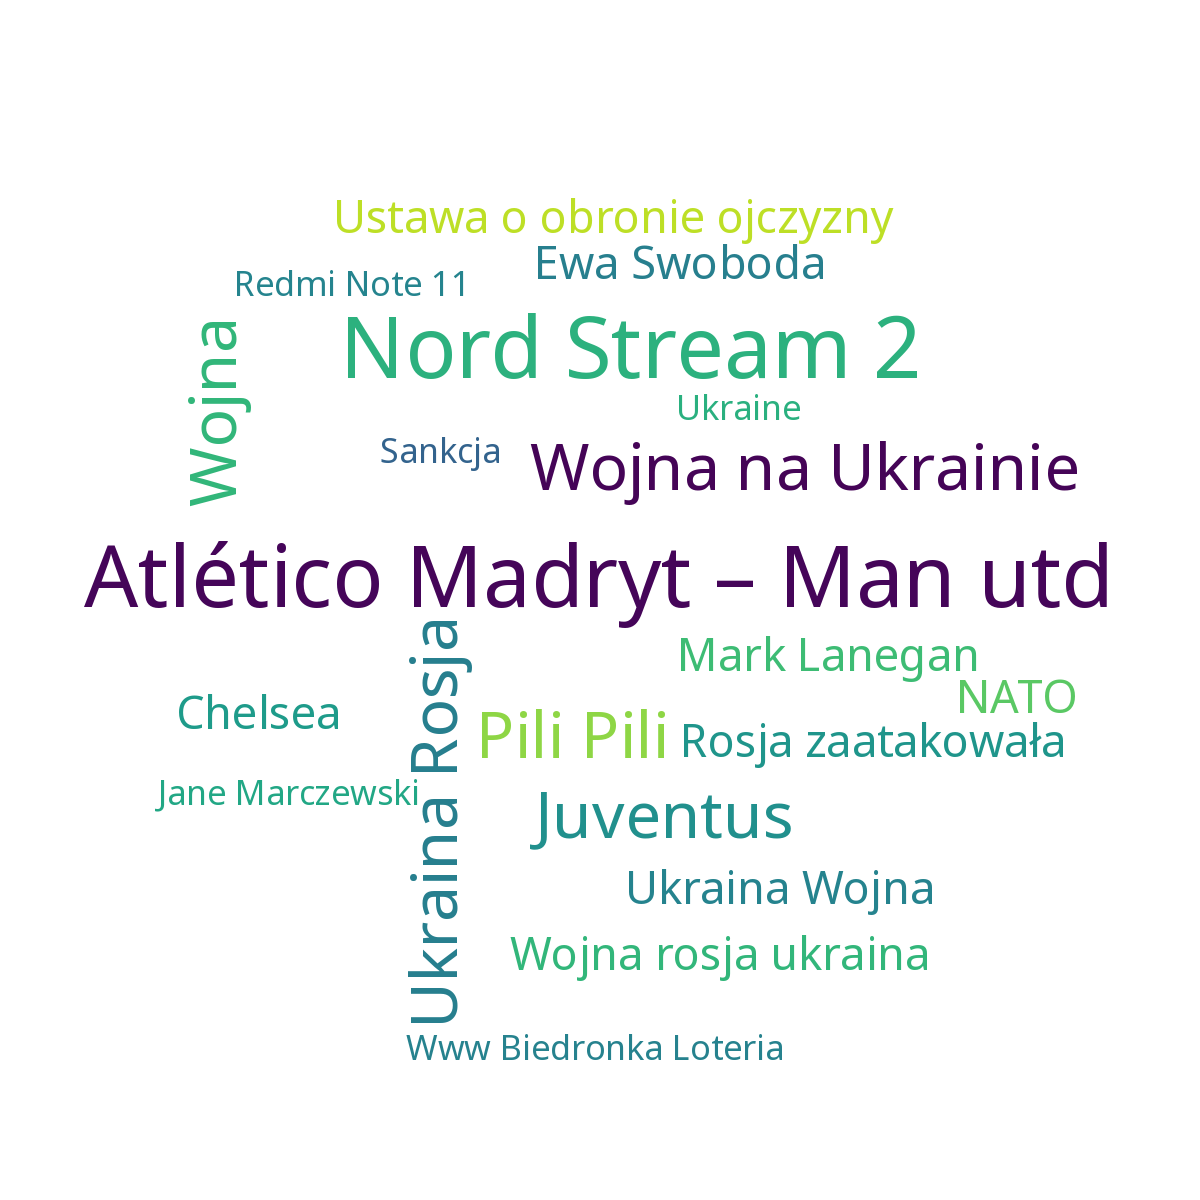 Ustawa o obronie ojczyzny
Ewa Swoboda
Redmi Note 11
Nord Stream 2
Wojna
Ukraine
Sankcja
Wojna na Ukrainie
Atlético Madryt – Man utd
Ukraina Rosja
Mark Lanegan
NATO
Chelsea
Pili Pili
Rosja zaatakowała
Jane Marczewski
Juventus
Ukraina Wojna
Wojna rosja ukraina
Www Biedronka Loteria